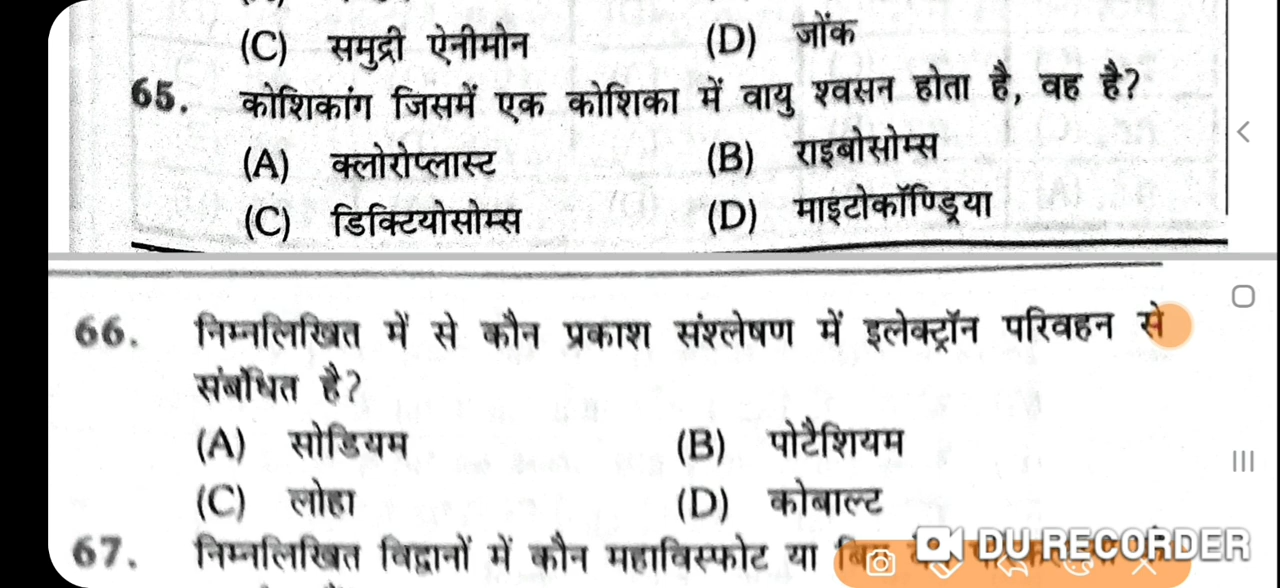 (C) समुद्री ऐनीमोन (D) जोंक
65. कोशिकांग जिसमें एक कोशिका में वायु श्वसन होता है, वह है?
(A) क्लोरोप्लास्ट (B) राइबोसोम्स
(C) डिक्टियोसोम्स (D) माइटोकॉण्ड्रिया
66. निम्नलिखित में से कौन प्रकाश संश्लेषण में इलेक्ट्रॉन परिवहन से
संबंधित है?
(A) सोडियम (B) पोटैशियम
(C) लोहा (D) कोबाल्ट
67. निम्नलिखित विद्वानों में कौन महाविस्फोट या
DU RECORDER